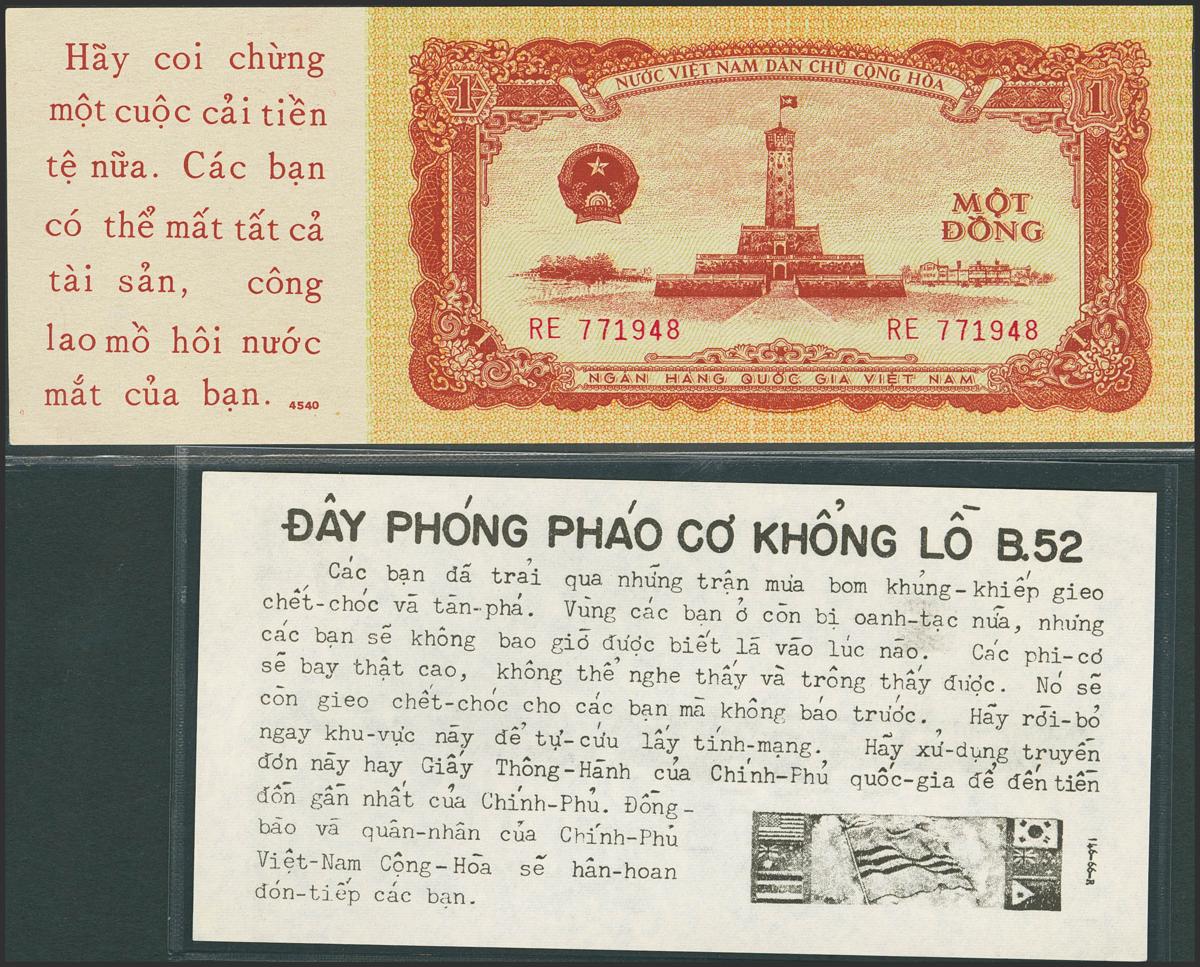 Hãy coi chừng
một cuộc cải tiền
tệ nữa. Các bạn
có thể mất tất cả
tài sản, công
lao mồ hôi nước
mắt của bạn. 4540
1
1
NƯỚC VIỆT NAM DÂN CHỦ CỘNG HÒA
MỘT
ĐỒNG
RE 771948
RE 771948
1
1
NGÂN HÀNG QUỐC GIA VIỆT NAM
ĐÂY PHÓNG PHÁO CƠ KHỔNG LỒ B.52
Các bạn đã trải qua những trận mưa bom khủng-khiếp gieo
chết-chóc và tàn-phá. Vùng các bạn ở còn bị oanh-tạc nữa, nhưng
các bạn sẽ không bao giờ được biết là vào lúc nào. Các phi-cơ
sẽ bay thật cao, không thể nghe thấy và trông thấy được. Nó sẽ
còn gieo chết-chóc cho các bạn mà không báo trước. Hãy rời-bỏ
ngay khu-vực này để tự-cứu lấy tính-mạng. Hãy xử-dụng truyền
đơn này hay Giấy Thông-Hành của Chính-Phủ quốc-gia để đến tiền
đồn gần nhất của Chính-Phủ. Đồng-
bào và quân-nhân của Chính-Phủ
Việt-Nam Cộng-Hòa sẽ hân-hoan
đón-tiếp các bạn.
146-66-R